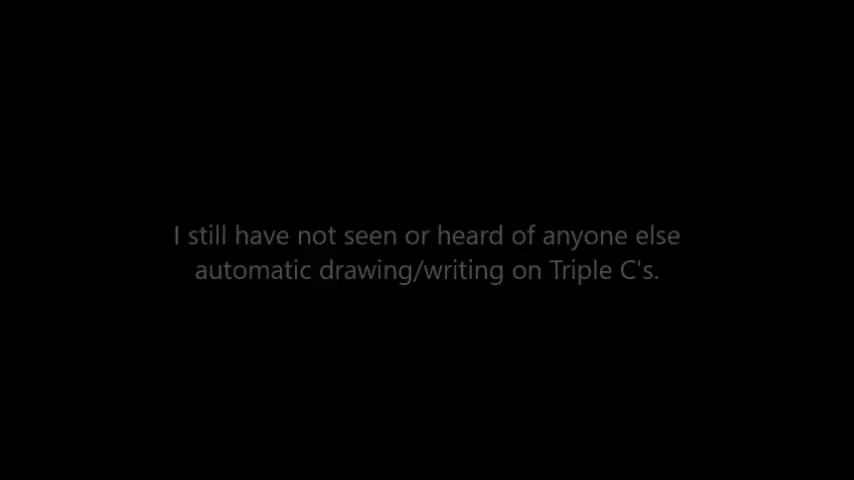 I still have not seen or heard of anyone else
automatic drawing/writing on Triple C's.